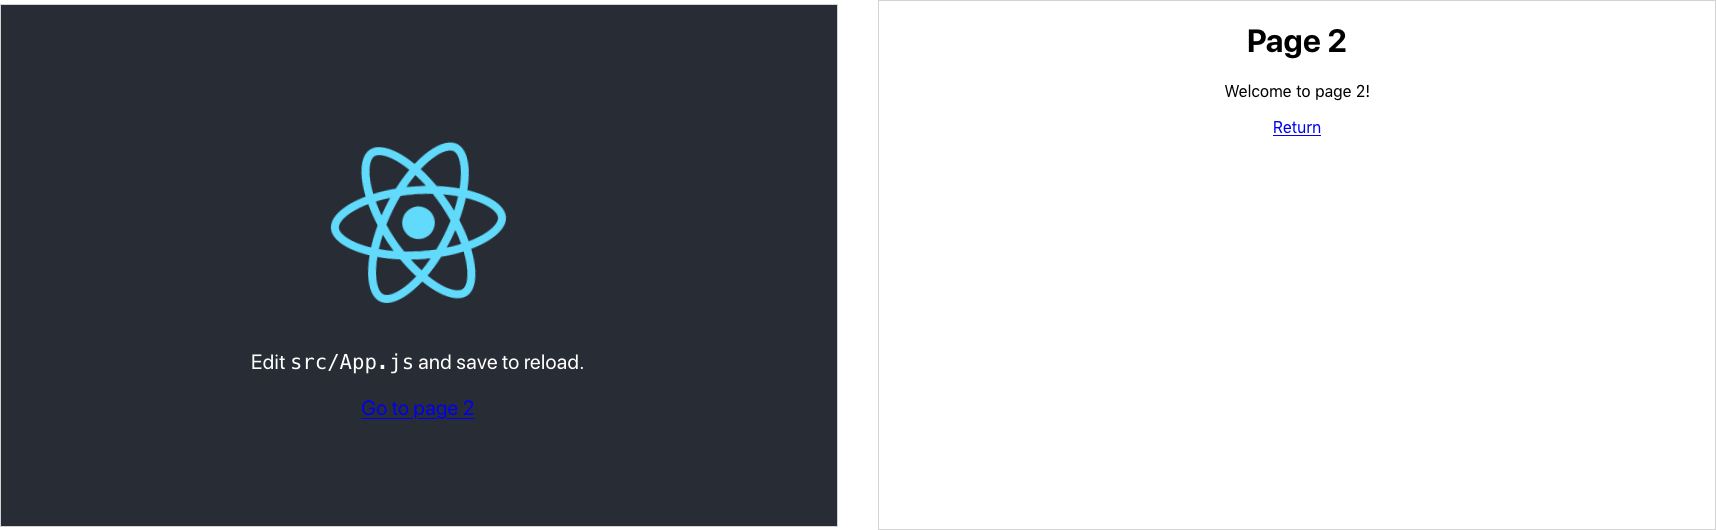 Edit src/App.js and save to reload.
Go to page 2
Page 2
Welcome to page 2!
Return